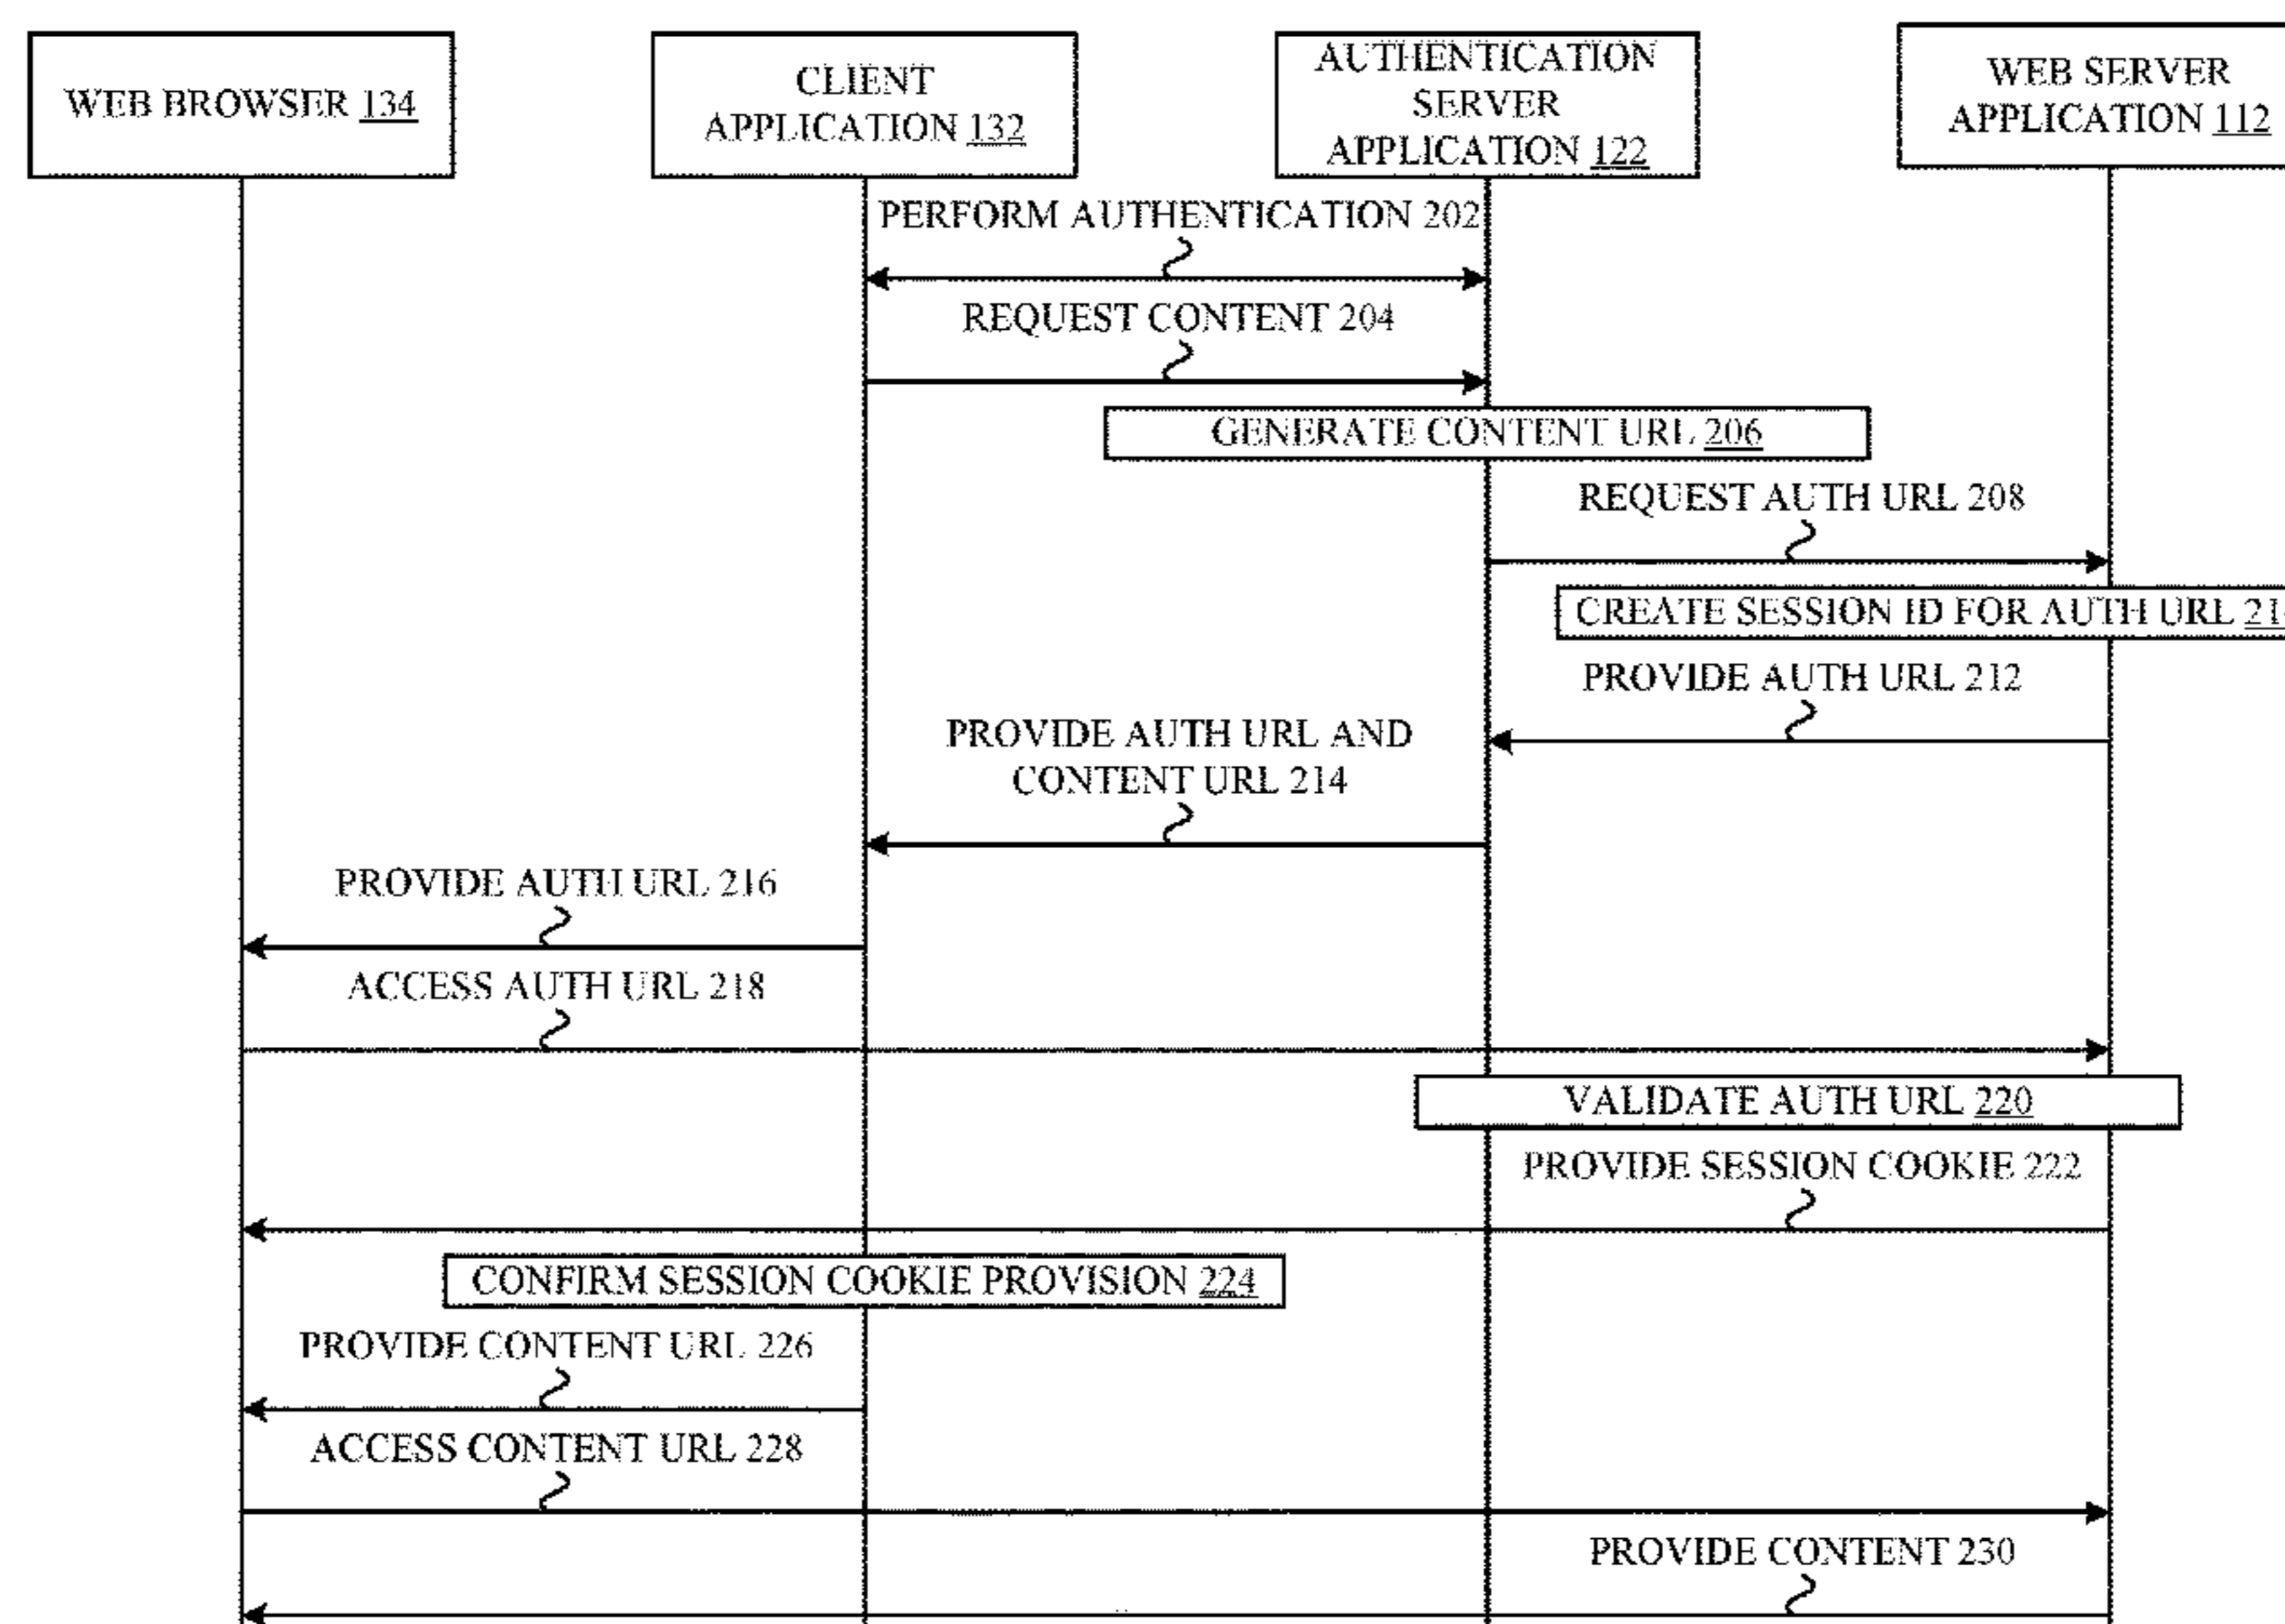 WEB BROWSER 134
CLIENT
APPLICATION 132
AUTHENTICATION
SERVER
APPLICATION 122
WEB SERVER
APPLICATION 112
PERFORM AUTHENTICATION 202
REQUEST CONTENT 204
GENERATE CONTENT URL 206
REQUEST AUTH URL 208
CREATE SESSION ID FOR AUTH URL
PROVIDE AUTH URL 212
PROVIDE AUTH URL AND
CONTENT URL 214
PROVIDE AUTH URL 216
ACCESS AUTH URL 218
VALIDATE AUTH URL 220
PROVIDE SESSION COOKIE 222
CONFIRM SESSION COOKIE PROVISION 224
PROVIDE CONTENT URL 226
ACCESS CONTENT URL 228
PROVIDE CONTENT 230